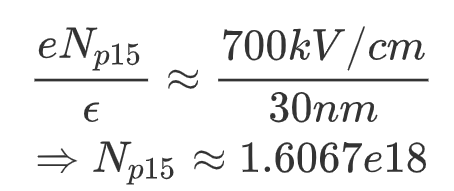 eN_{p15}/ϵ ≈ 700kV/cm/30nm
⇒ N_{p15} ≈ 1.6067e18